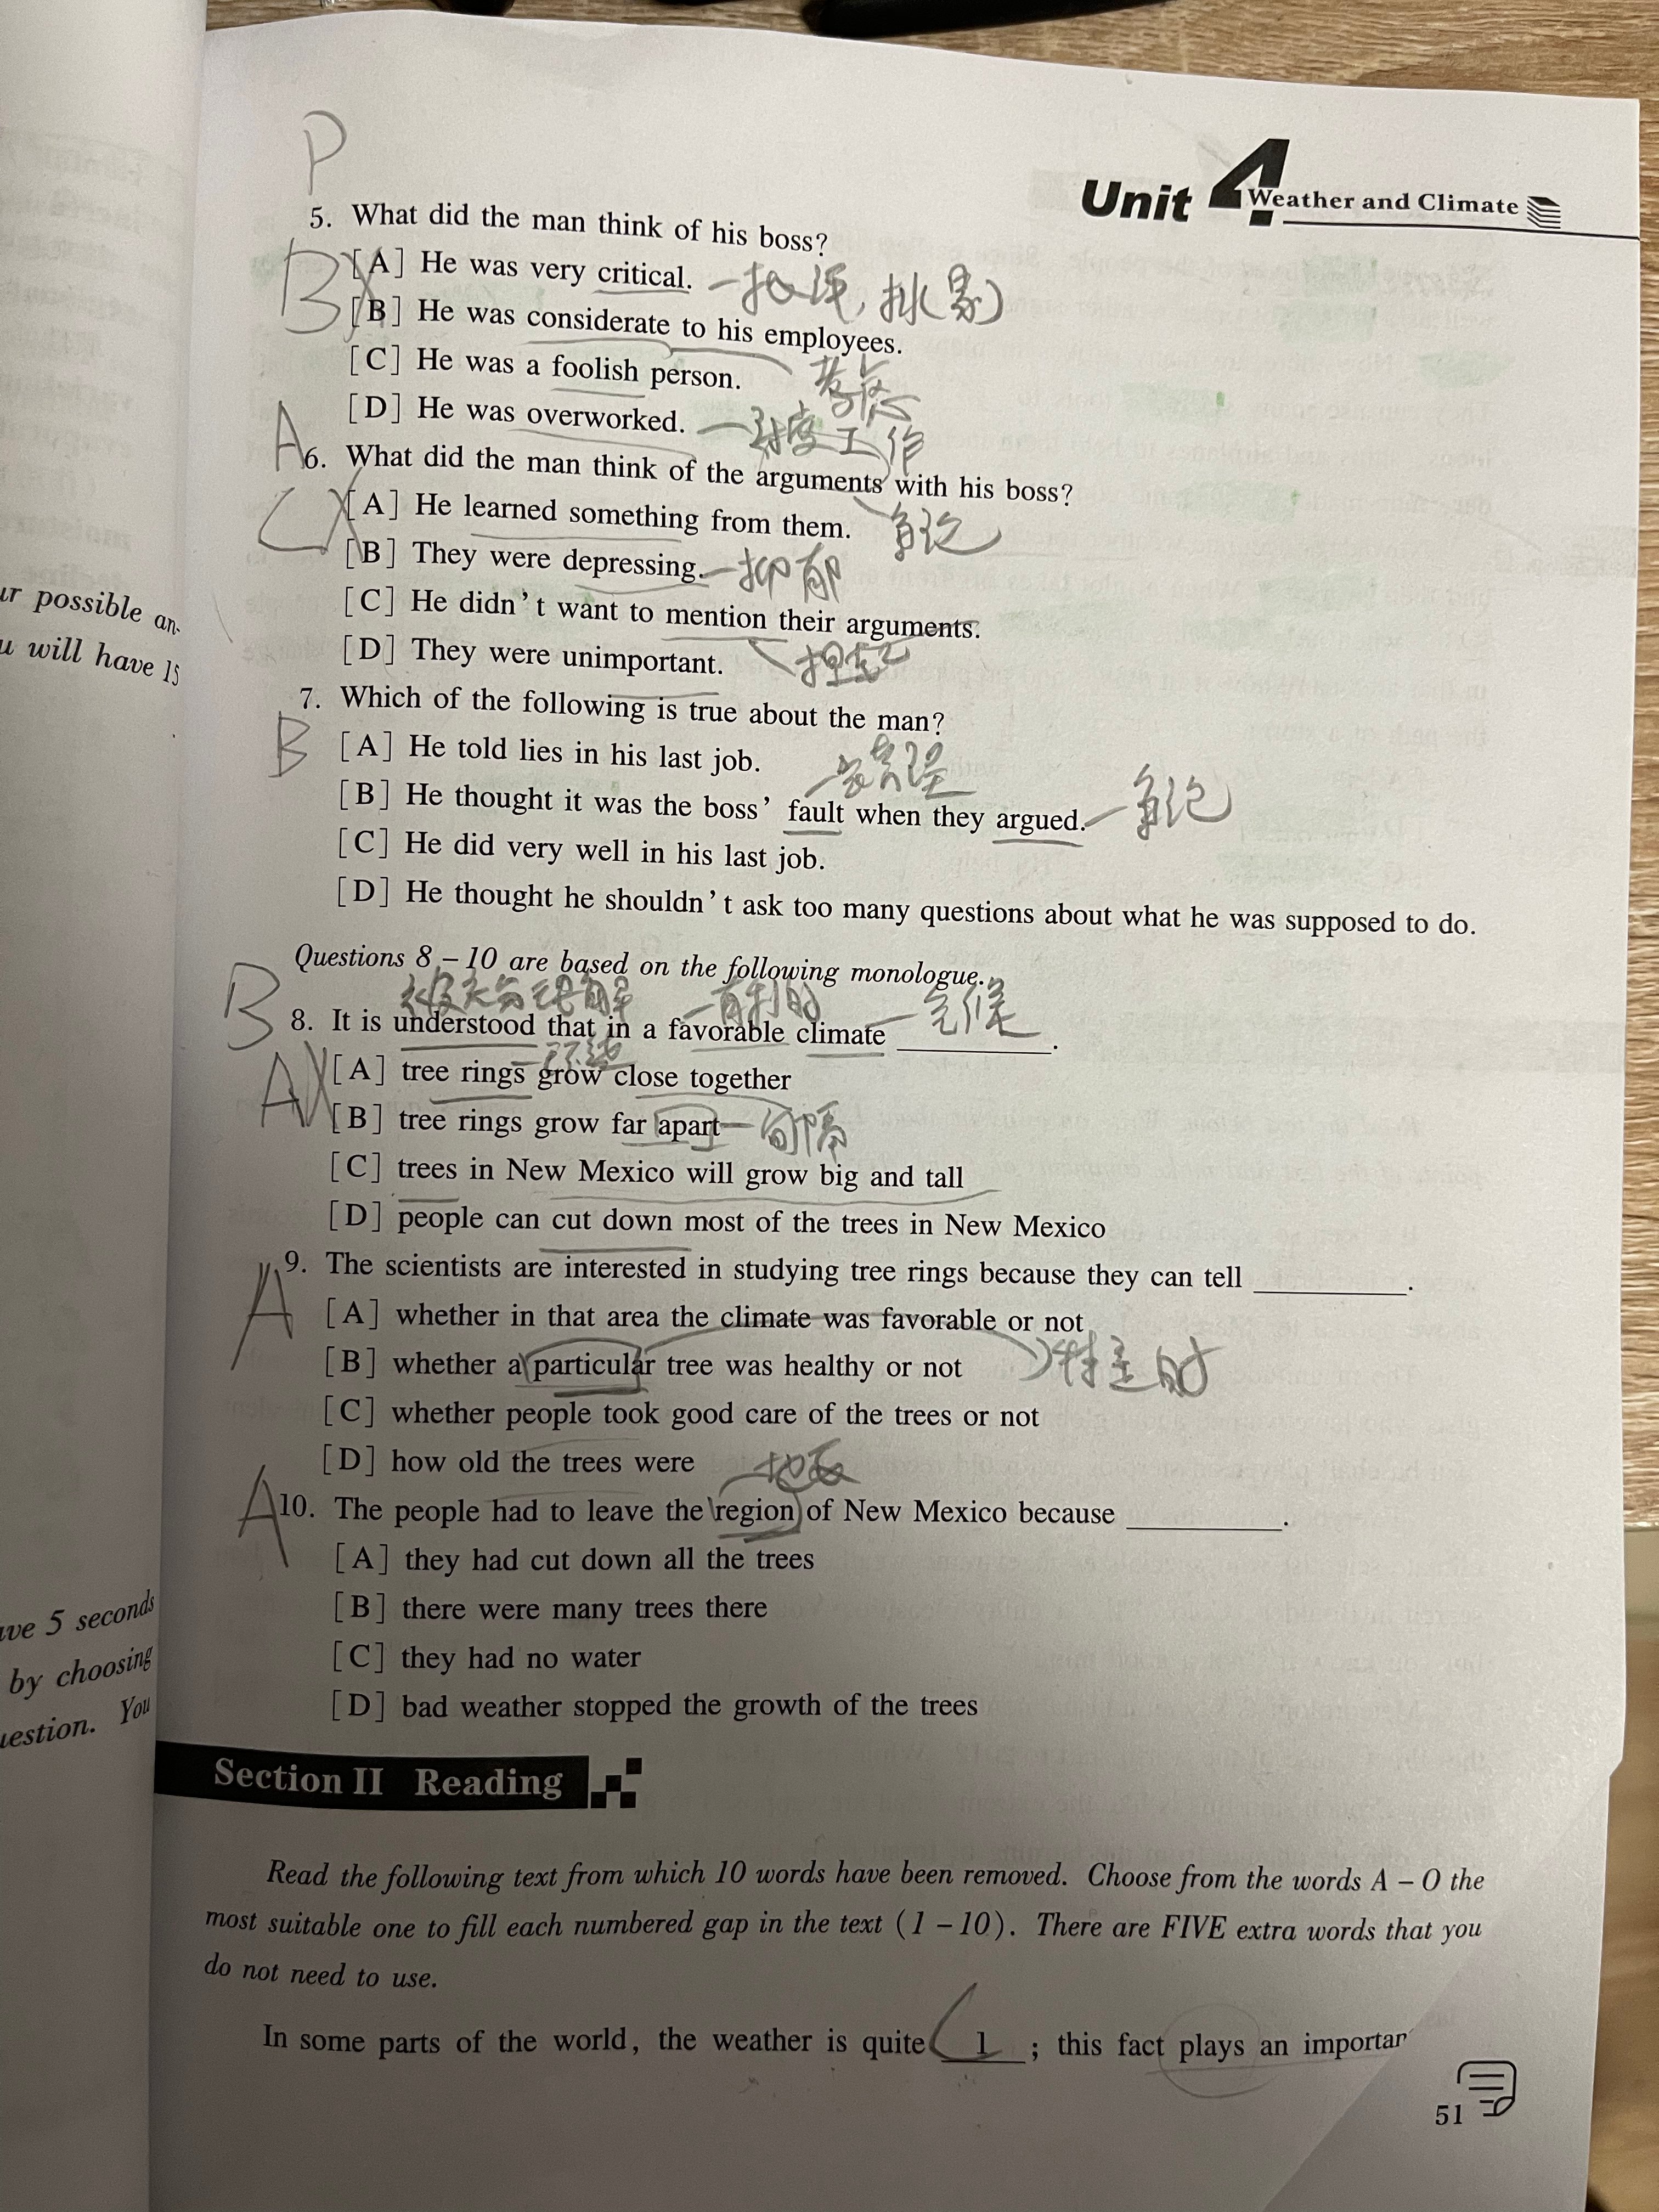 Unit 4 Weather and Climate
P
5. What did the man think of his boss?
B [A] He was very critical. 挑剔
[B] He was considerate to his employees.
考虑
[C] He was a foolish person.
[D] He was overworked. 过度工作
A 6. What did the man think of the arguments with his boss?
争论
C [A] He learned something from them.
[B] They were depressing. 抑郁
[C] He didn't want to mention their arguments.
提到
[D] They were unimportant.
7. Which of the following is true about the man?
B [A] He told lies in his last job.
[B] He thought it was the boss' fault when they argued. 争论
[C] He did very well in his last job.
[D] He thought he shouldn't ask too many questions about what he was supposed to do.
Questions 8 – 10 are based on the following monologue.
有利的 气候
B 8. It is understood that in a favorable climate ______.
A [A] tree rings grow close together
[B] tree rings grow far apart 间隔
[C] trees in New Mexico will grow big and tall
[D] people can cut down most of the trees in New Mexico
9. The scientists are interested in studying tree rings because they can tell ______.
A [A] whether in that area the climate was favorable or not
[B] whether a particular tree was healthy or not 特定的
[C] whether people took good care of the trees or not
[D] how old the trees were
地区
A 10. The people had to leave the region of New Mexico because ______.
[A] they had cut down all the trees
[B] there were many trees there
[C] they had no water
[D] bad weather stopped the growth of the trees
Section II Reading
Read the following text from which 10 words have been removed. Choose from the words A – O the
most suitable one to fill each numbered gap in the text (1 – 10). There are FIVE extra words that you
do not need to use.
In some parts of the world, the weather is quite 1 ; this fact plays an importan
51
ur possible an-
u will have 15
ve 5 seconds
by choosing
uestion. You